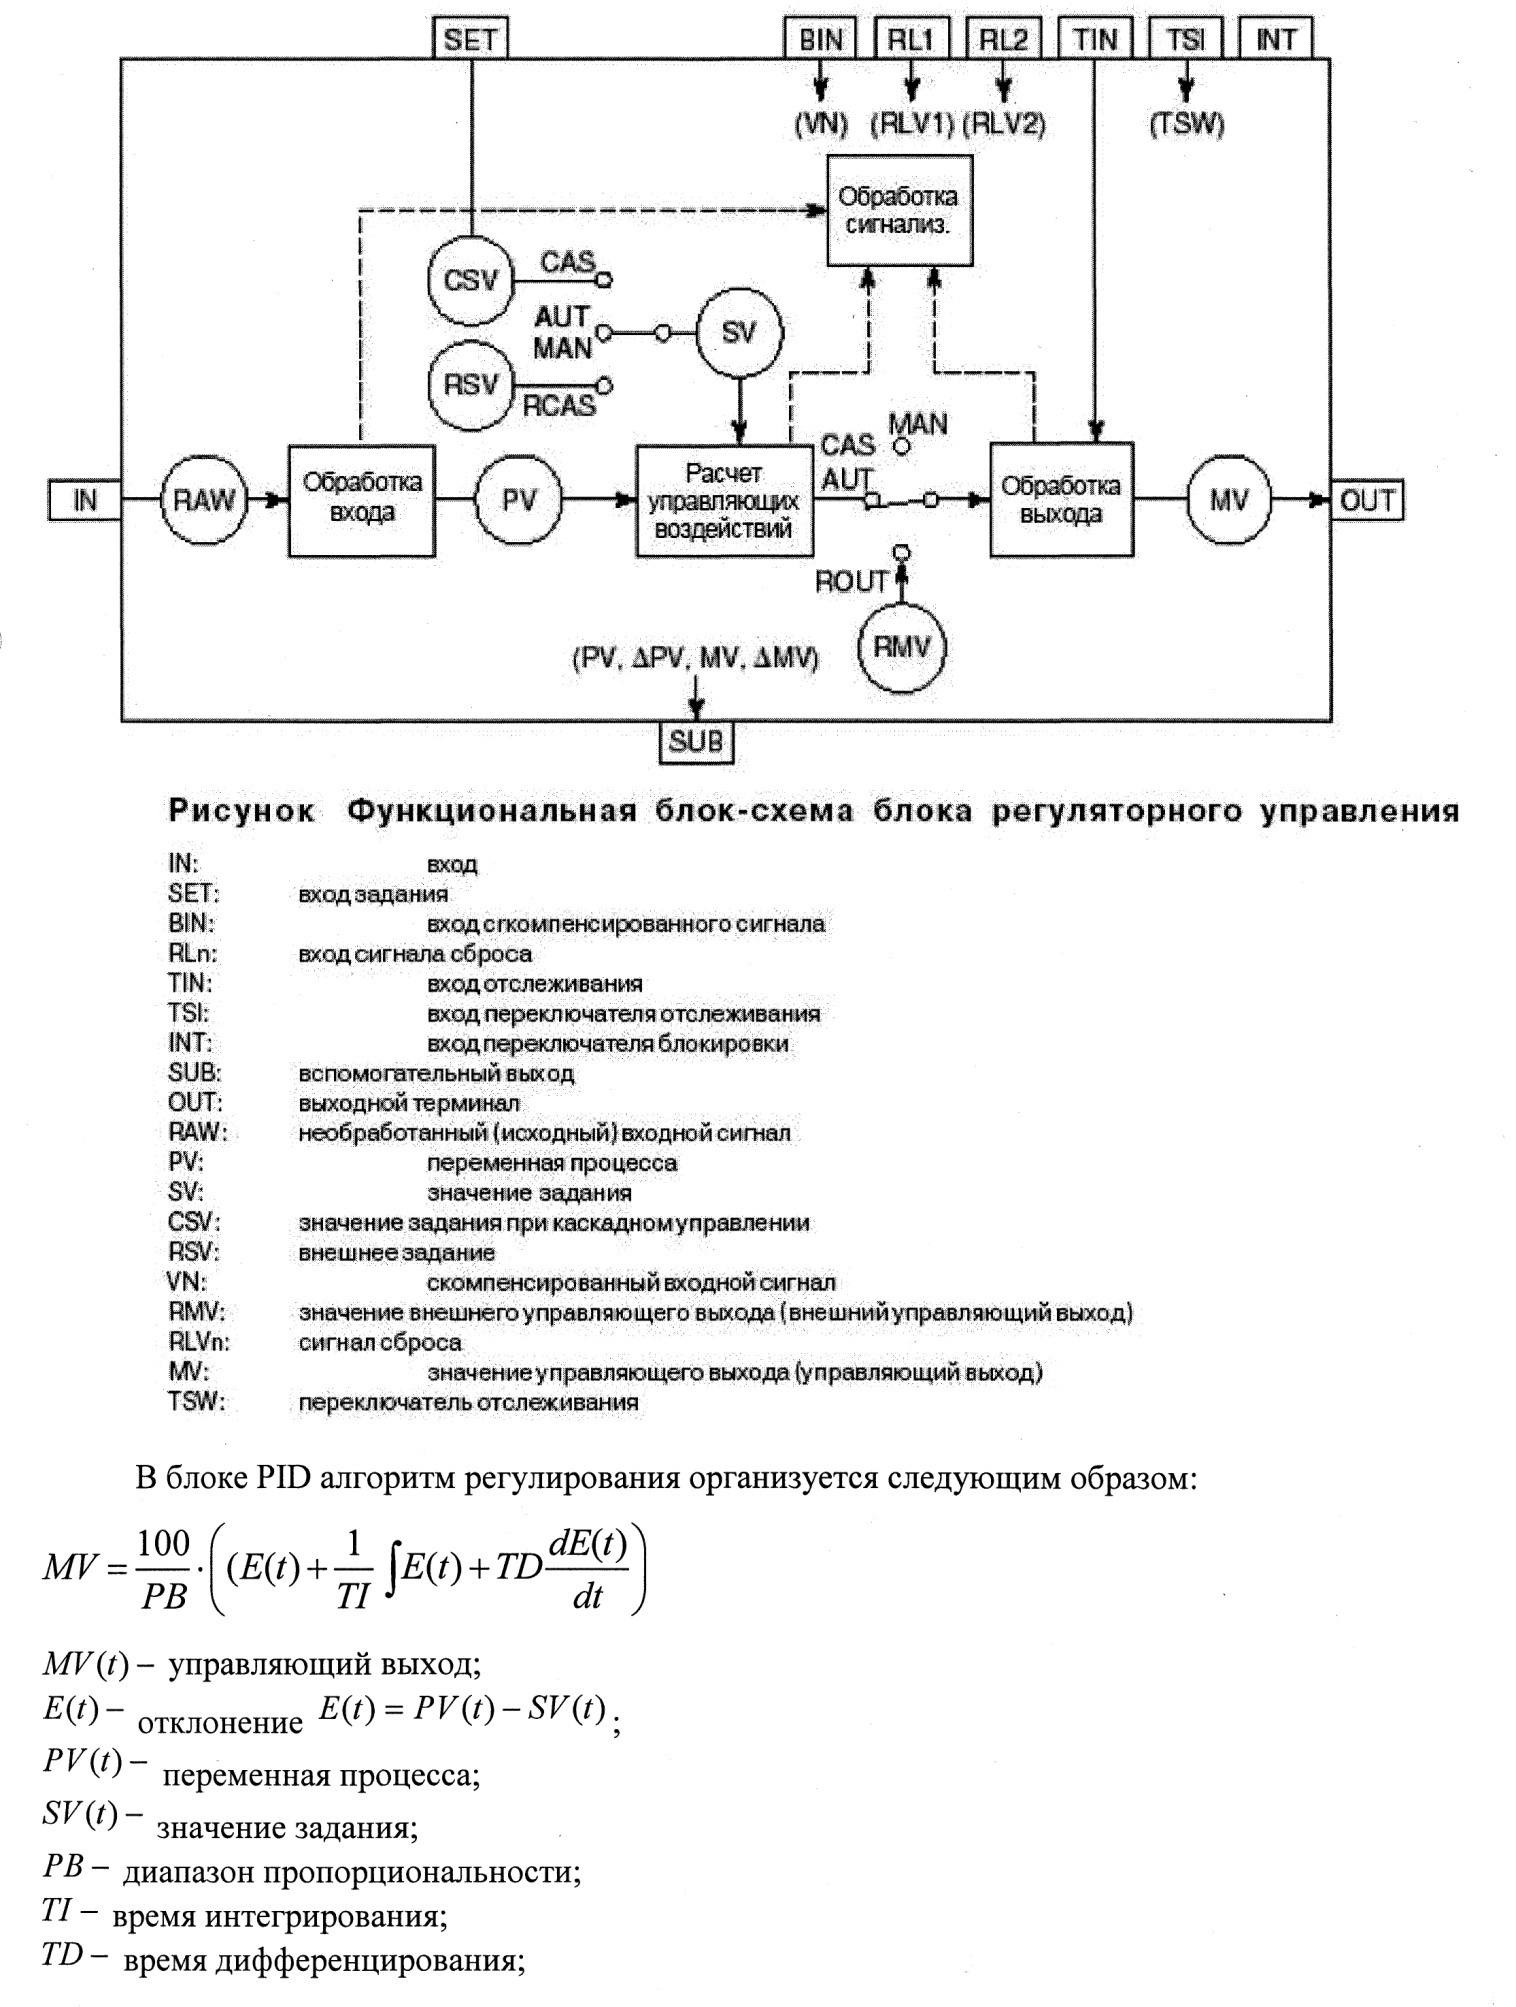 SET
BIN RL1 RL2 TIN TSI INT
(VN) (RLV1) (RLV2) (TSW)
Обработка
сигнализ.
CSV CAS
AUT
MAN
SV
RSV
RCAS
MAN
CAS
AUT
IN
RAW
Обработка
входа
PV
Расчет
управляющих
воздействий
Обработка
выхода
MV
OUT
ROUT
RMV
(PV, ΔPV, MV, ΔMV)
SUB
Рисунок Функциональная блок-схема блока регуляторного управления
IN: вход
SET: вход задания
BIN: вход сгкомпенсированного сигнала
RLn: вход сигнала сброса
TIN: вход отслеживания
TSI: вход переключателя отслеживания
INT: вход переключателя блокировки
SUB: вспомогательный выход
OUT: выходной терминал
RAW: необработанный (исходный) входной сигнал
PV: переменная процесса
SV: значение задания
CSV: значение задания при каскадном управлении
RSV: внешнее задание
VN: скомпенсированный входной сигнал
RMV: значение внешнего управляющего выхода (внешний управляющий выход)
RLVn: сигнал сброса
MV: значение управляющего выхода (управляющий выход)
TSW: переключатель отслеживания
В блоке PID алгоритм регулирования организуется следующим образом:
MV = 100/PB · ((E(t) + 1/TI ∫E(t) + TD dE(t)/dt)
MV(t) – управляющий выход;
E(t) – отклонение E(t) = PV(t) – SV(t) ;
PV(t) – переменная процесса;
SV(t) – значение задания;
PB – диапазон пропорциональности;
TI – время интегрирования;
TD – время дифференцирования;